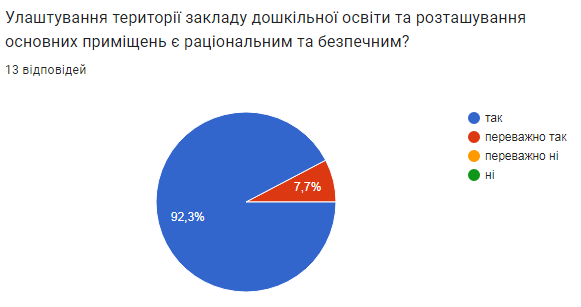 Улаштування території закладу дошкільної освіти та розташування
основних приміщень є раціональним та безпечним?
13 відповідей
так
переважно так
переважно ні
ні
7,7%
92,3%